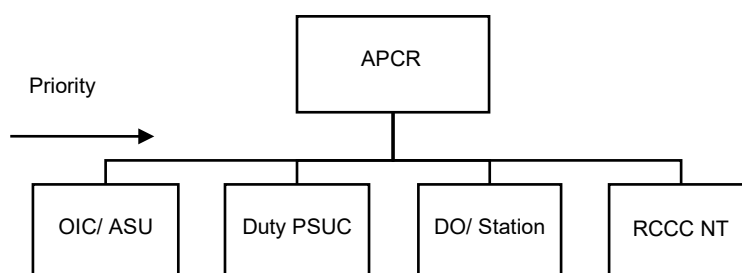 APCR
Priority
OIC/ ASU
Duty PSUC
DO/ Station
RCCC NT